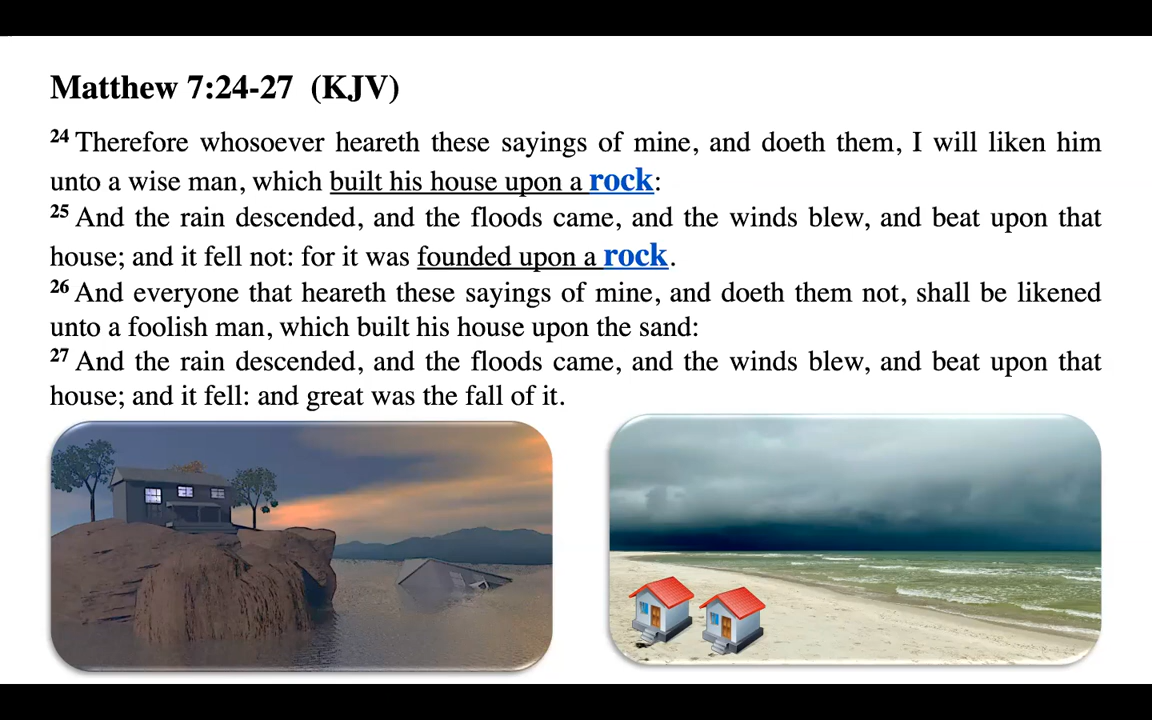 Matthew 7:24-27 (KJV)
24 Therefore whosoever heareth these sayings of mine, and doeth them, I will liken him
unto a wise man, which built his house upon a rock:
25 And the rain descended, and the floods came, and the winds blew, and beat upon that
house; and it fell not: for it was founded upon a rock.
26 And everyone that heareth these sayings of mine, and doeth them not, shall be likened
unto a foolish man, which built his house upon the sand:
27 And the rain descended, and the floods came, and the winds blew, and beat upon that
house; and it fell: and great was the fall of it.